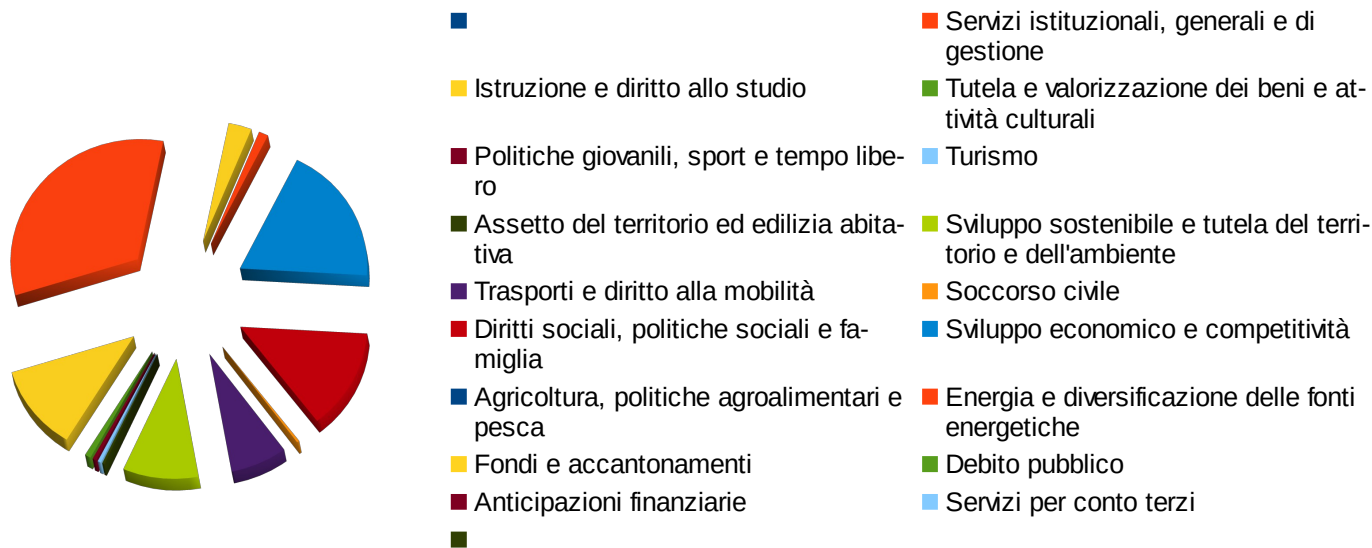 Servizi istituzionali, generali e di
gestione
Istruzione e diritto allo studio
Tutela e valorizzazione dei beni e at-
tività culturali
Politiche giovanili, sport e tempo libe-
ro
Turismo
Assetto del territorio ed edilizia abita-
tiva
Sviluppo sostenibile e tutela del terri-
torio e dell'ambiente
Trasporti e diritto alla mobilità
Soccorso civile
Diritti sociali, politiche sociali e fa-
miglia
Sviluppo economico e competitività
Agricoltura, politiche agroalimentari e
pesca
Energia e diversificazione delle fonti
energetiche
Fondi e accantonamenti
Debito pubblico
Anticipazioni finanziarie
Servizi per conto terzi